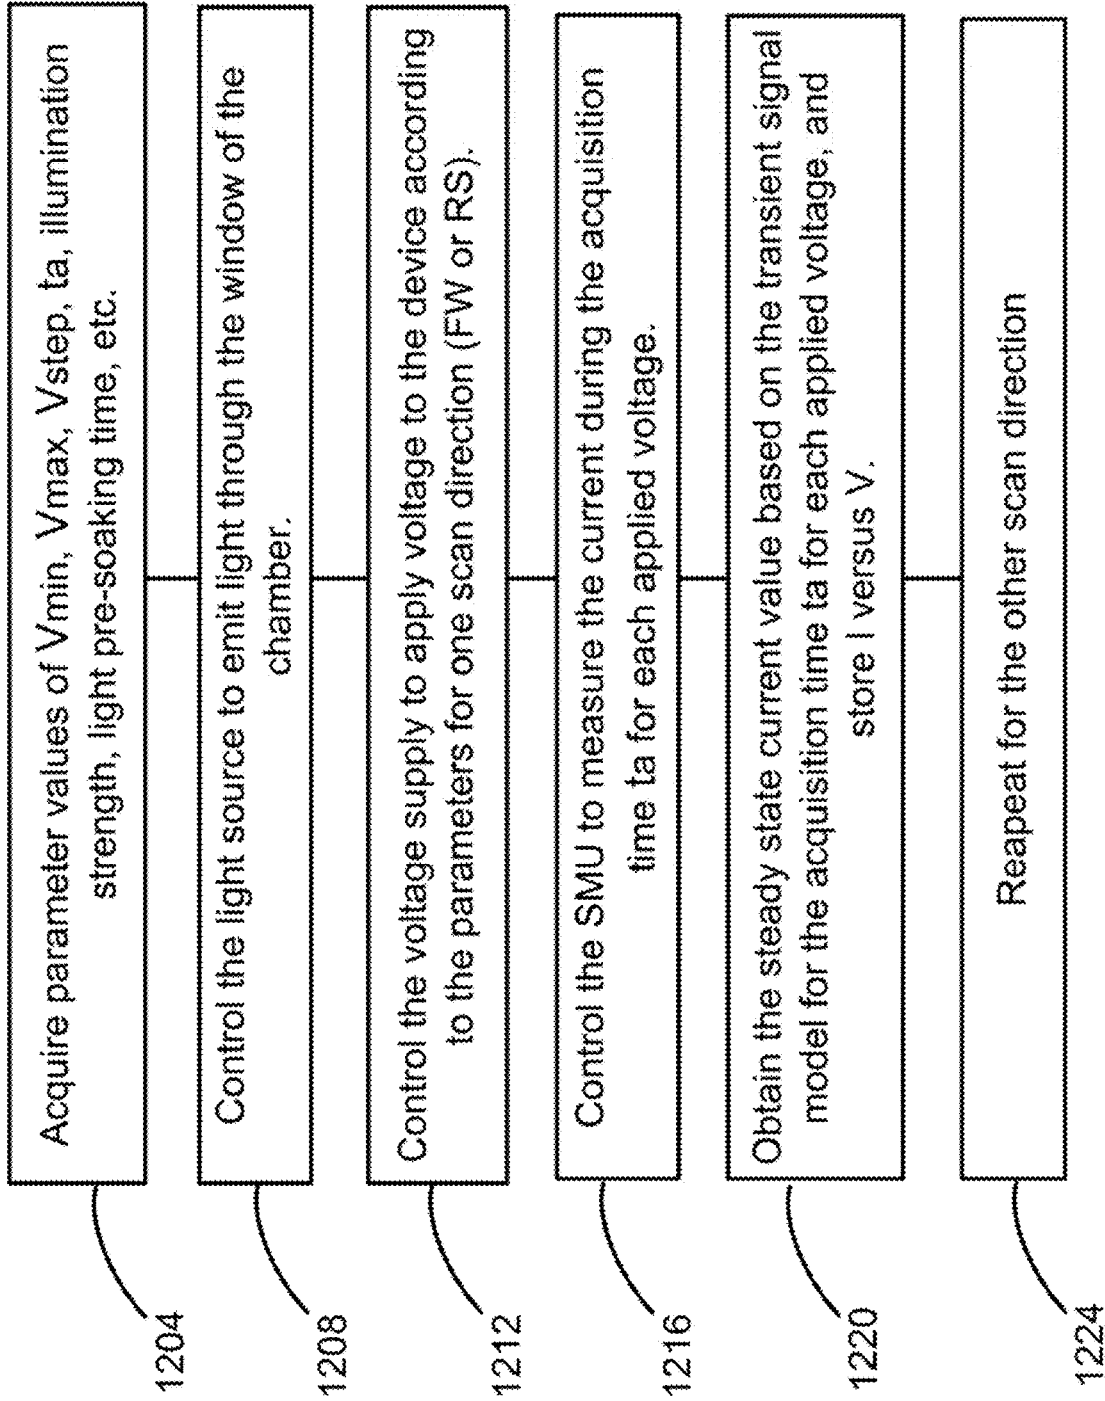 Acquire parameter values of Vmin, Vmax, Vstep, ta, illumination
strength, light pre-soaking time, etc.
1204
Control the light source to emit light through the window of the
chamber.
1208
Control the voltage supply to apply voltage to the device according
to the parameters for one scan direction (FW or RS).
1212
Control the SMU to measure the current during the acquisition
time ta for each applied voltage.
1216
Obtain the steady state current value based on the transient signal
model for the acquisition time ta for each applied voltage, and
store I versus V.
1220
Reapeat for the other scan direction
1224